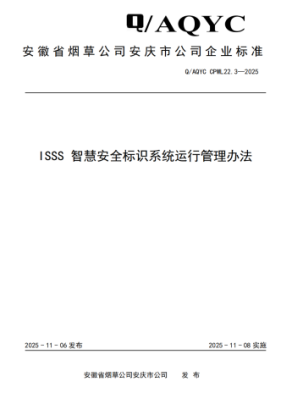 Q/AQYC
安徽省烟草公司安庆市公司企业标准
Q/AQYC CPML22.3—2025
ISSS 智慧安全标识系统运行管理办法
2025-11-06 发布 2025-11-08 实施
安徽省烟草公司安庆市公司 发 布